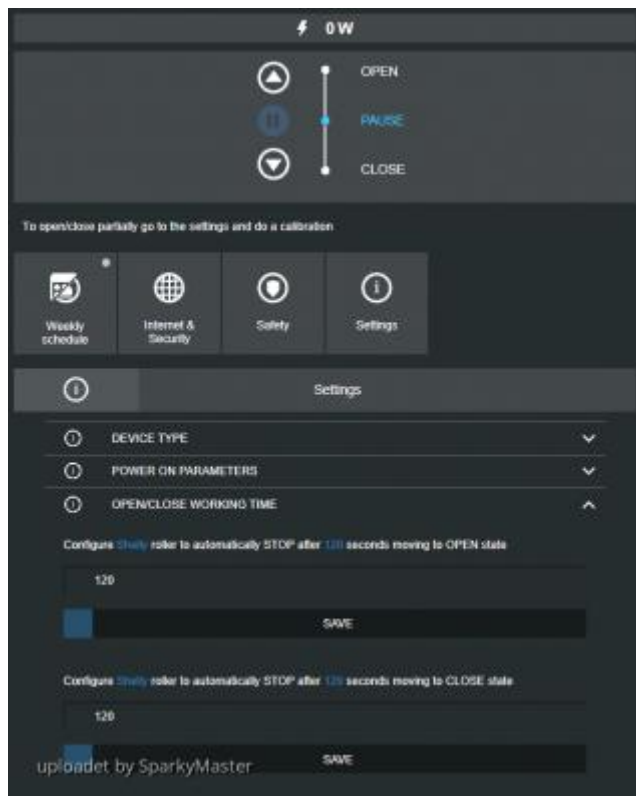 0 W
OPEN
PAUSE
CLOSE
To open/close partially go to the settings and do a calibration
Weekly schedule
Internet & Security
Safety
Settings
Settings
DEVICE TYPE
POWER ON PARAMETERS
OPEN/CLOSE WORKING TIME
Configure Shelly roller to automatically STOP after 120 seconds moving to OPEN state
120
SAVE
Configure Shelly roller to automatically STOP after 120 seconds moving to CLOSE state
120
SAVE
uploadet by SparkyMaster